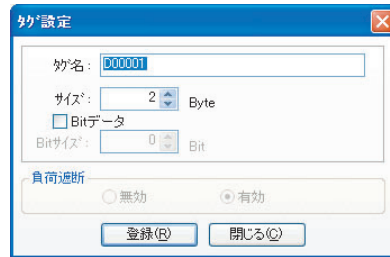 ﾀｸﾞ設定
ﾀｸﾞ名: D00001
ｻｲｽﾞ: 2 Byte
Bitデータ
Bitｻｲｽﾞ: 0 Bit
負荷遮断
無効 有効
登録(R) 閉じる(C)